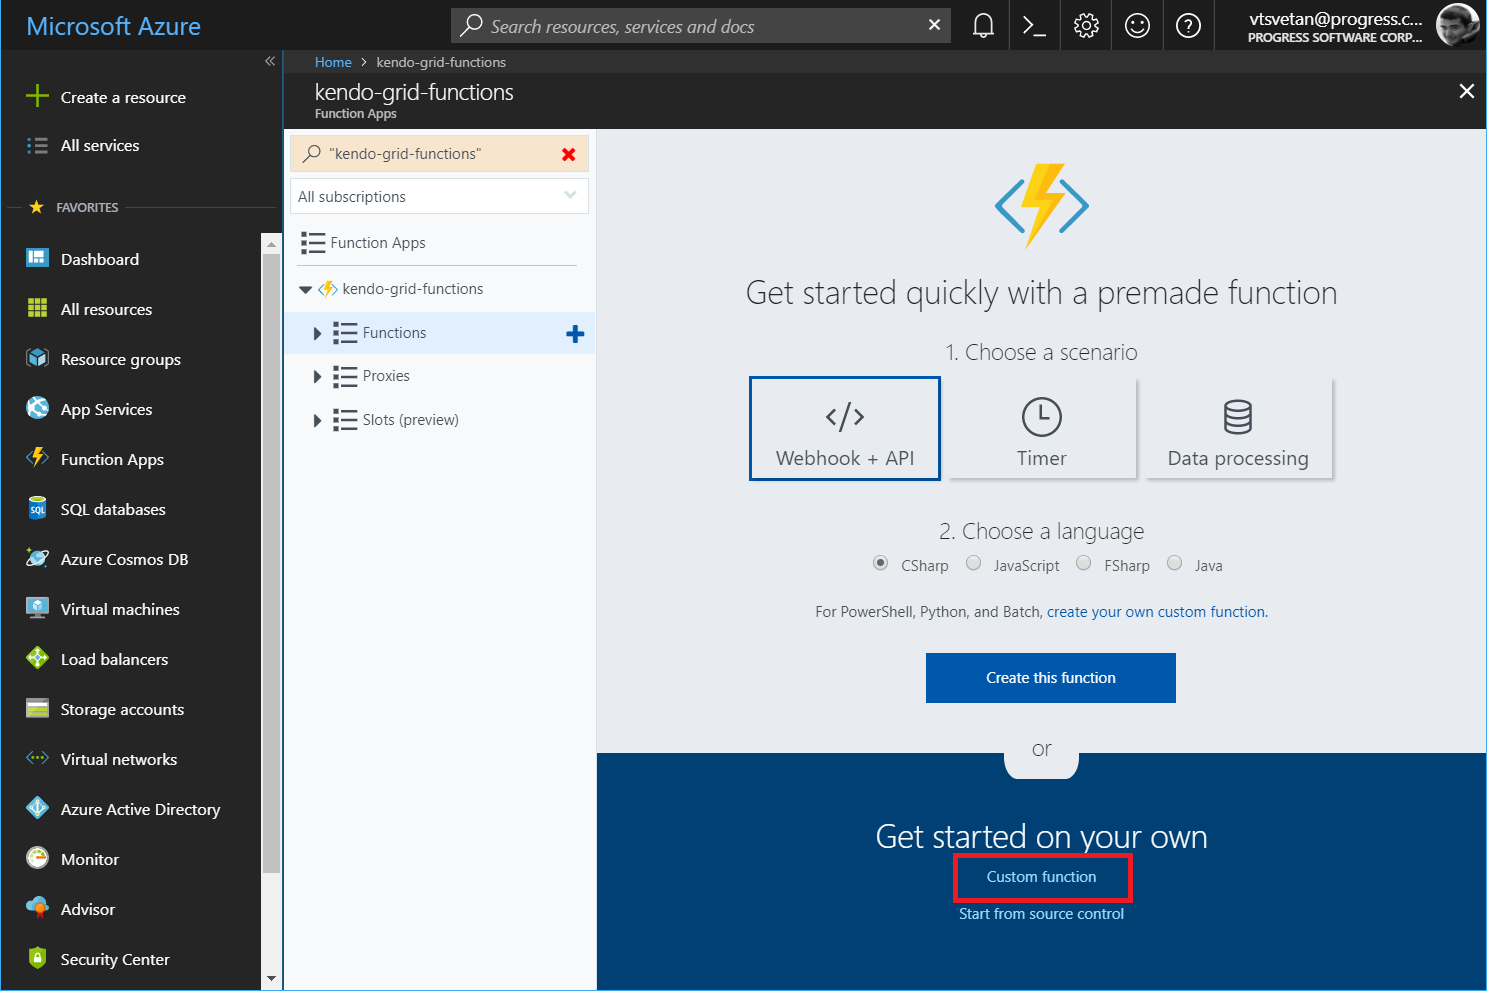 Microsoft Azure
Search resources, services and docs
vtsvetan@progress.c...
PROGRESS SOFTWARE CORP...
Create a resource
All services
FAVORITES
Dashboard
All resources
Resource groups
App Services
Function Apps
SQL databases
Azure Cosmos DB
Virtual machines
Load balancers
Storage accounts
Virtual networks
Azure Active Directory
Monitor
Advisor
Security Center
Home > kendo-grid-functions
kendo-grid-functions
Function Apps
"kendo-grid-functions"
All subscriptions
Function Apps
kendo-grid-functions
Functions
Proxies
Slots (preview)
Get started quickly with a premade function
1. Choose a scenario
Webhook + API
Timer
Data processing
2. Choose a language
CSharp JavaScript FSharp Java
For PowerShell, Python, and Batch, create your own custom function.
Create this function
or
Get started on your own
Custom function
Start from source control